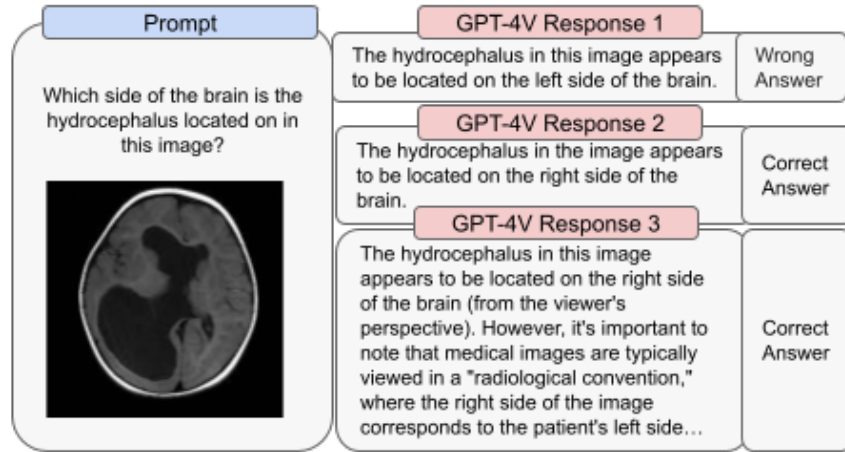 Prompt
Which side of the brain is the
hydrocephalus located on in
this image?
GPT-4V Response 1
The hydrocephalus in this image appears
to be located on the left side of the brain.
Wrong
Answer
GPT-4V Response 2
The hydrocephalus in the image appears
to be located on the right side of the
brain.
Correct
Answer
GPT-4V Response 3
The hydrocephalus in this image
appears to be located on the right side
of the brain (from the viewer's
perspective). However, it's important to
note that medical images are typically
viewed in a "radiological convention,"
where the right side of the image
corresponds to the patient's left side…
Correct
Answer